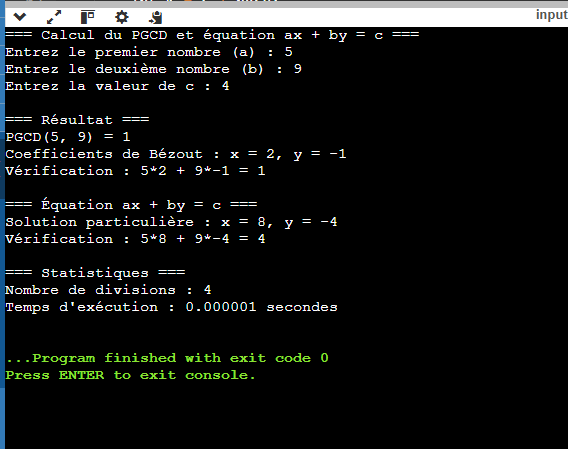 input
=== Calcul du PGCD et équation ax + by = c ===
Entrez le premier nombre (a) : 5
Entrez le deuxième nombre (b) : 9
Entrez la valeur de c : 4
=== Résultat ===
PGCD(5, 9) = 1
Coefficients de Bézout : x = 2, y = -1
Vérification : 5*2 + 9*-1 = 1
=== Équation ax + by = c ===
Solution particulière : x = 8, y = -4
Vérification : 5*8 + 9*-4 = 4
=== Statistiques ===
Nombre de divisions : 4
Temps d'exécution : 0.000001 secondes
...Program finished with exit code 0
Press ENTER to exit console.